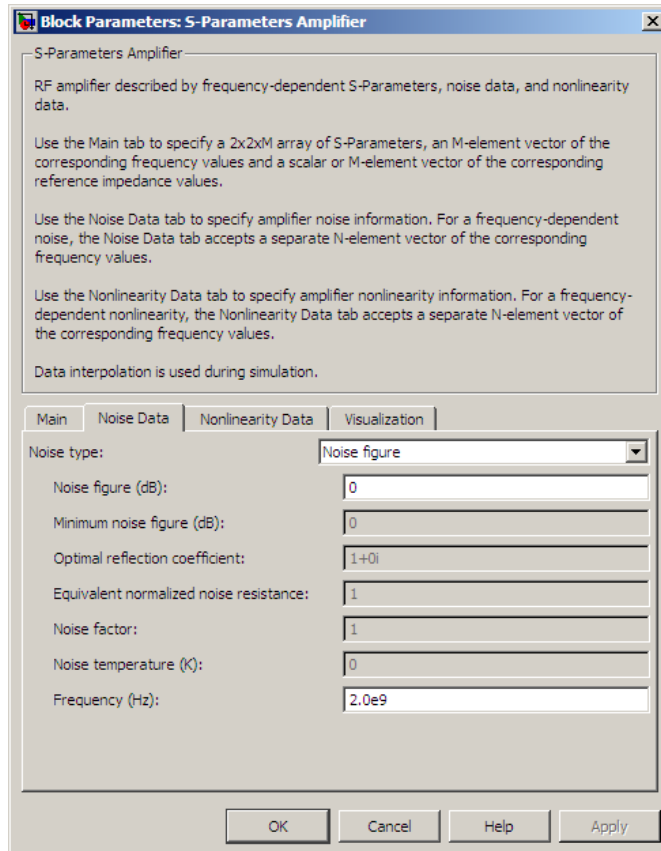 Block Parameters: S-Parameters Amplifier
S-Parameters Amplifier
RF amplifier described by frequency-dependent S-Parameters, noise data, and nonlinearity
data.
Use the Main tab to specify a 2x2xM array of S-Parameters, an M-element vector of the
corresponding frequency values and a scalar or M-element vector of the corresponding
reference impedance values.
Use the Noise Data tab to specify amplifier noise information. For a frequency-dependent
noise, the Noise Data tab accepts a separate N-element vector of the corresponding
frequency values.
Use the Nonlinearity Data tab to specify amplifier nonlinearity information. For a frequency-
dependent nonlinearity, the Nonlinearity Data tab accepts a separate N-element vector of
the corresponding frequency values.
Data interpolation is used during simulation.
Main Noise Data Nonlinearity Data Visualization
Noise type: Noise figure
Noise figure (dB): 0
Minimum noise figure (dB): 0
Optimal reflection coefficient: 1+0i
Equivalent normalized noise resistance: 1
Noise factor: 1
Noise temperature (K): 0
Frequency (Hz): 2.0e9
OK Cancel Help Apply